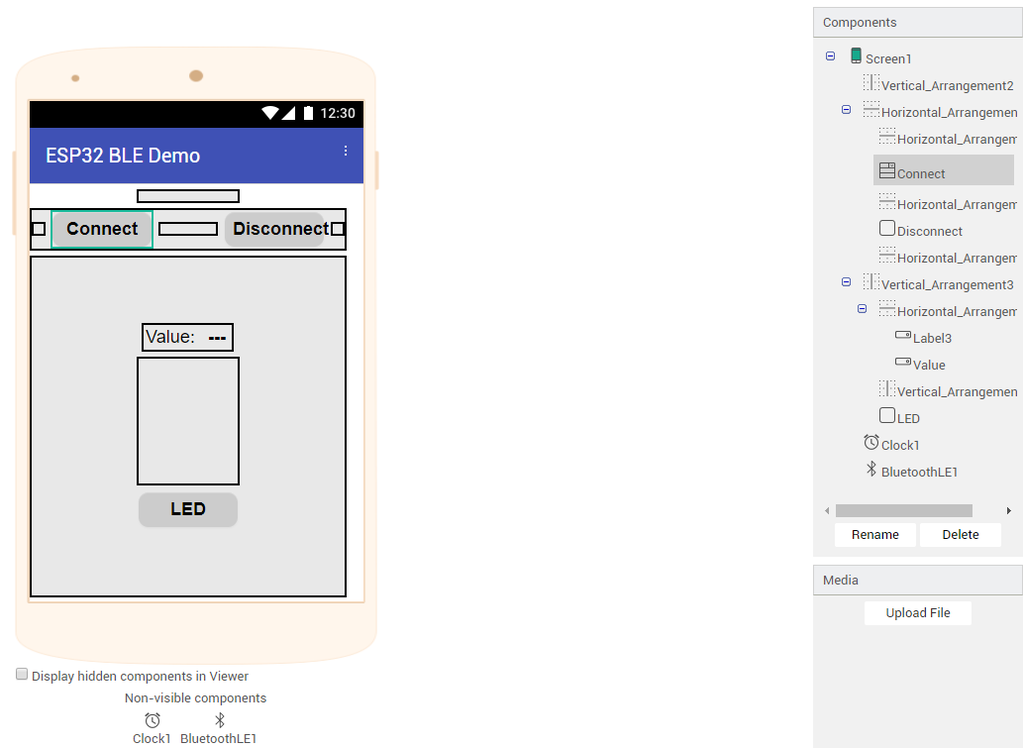 12:30
ESP32 BLE Demo
Connect
Disconnect
Value: ---
LED
Display hidden components in Viewer
Non-visible components
Clock1
BluetoothLE1
Components
Screen1
Vertical_Arrangement2
Horizontal_Arrangemen
Horizontal_Arrangem
Connect
Horizontal_Arrangem
Disconnect
Horizontal_Arrangem
Vertical_Arrangement3
Horizontal_Arrangem
Label3
Value
Vertical_Arrangemen
LED
Clock1
BluetoothLE1
Rename
Delete
Media
Upload File